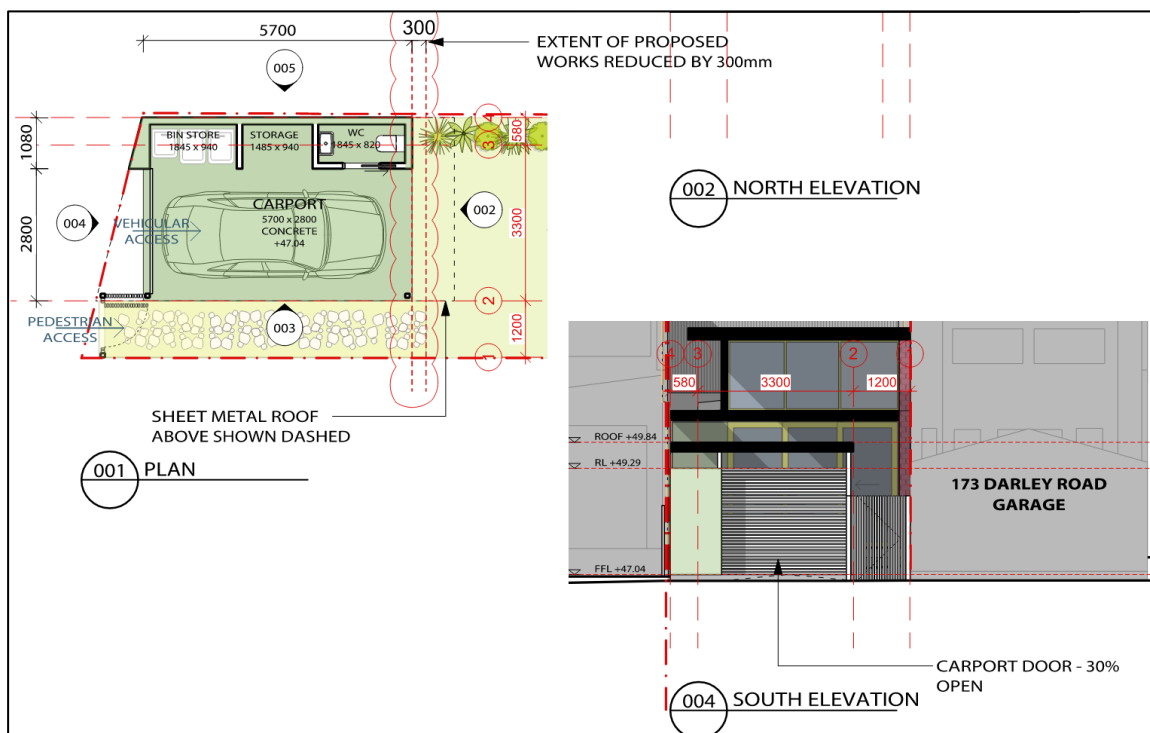 5700
300
EXTENT OF PROPOSED
WORKS REDUCED BY 300mm
005
1080
2800
BIN STORE
1845 x 940
STORAGE
1485 x 940
WC
1845 x 820
4
3
580
CARPORT
5700 x 2800
CONCRETE
+47.04
VEHICULAR
ACCESS
004
002
3300
2
PEDESTRIAN
ACCESS
003
1200
1
SHEET METAL ROOF
ABOVE SHOWN DASHED
001 PLAN
002 NORTH ELEVATION
4
3
2
580
3300
1200
ROOF +49.84
RL +49.29
173 DARLEY ROAD
GARAGE
FFL +47.04
CARPORT DOOR - 30%
OPEN
004 SOUTH ELEVATION